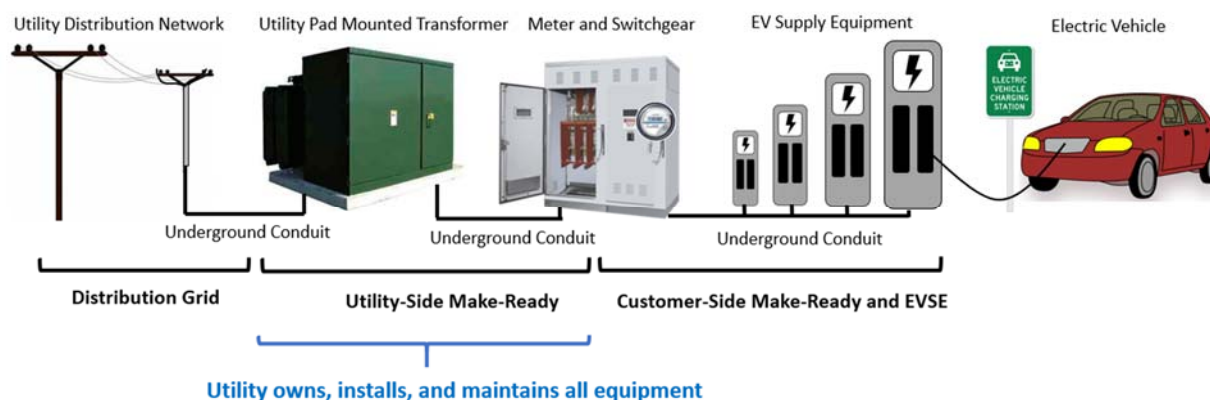 Utility Distribution Network
Utility Pad Mounted Transformer
Meter and Switchgear
EV Supply Equipment
Electric Vehicle
ELECTRIC
VEHICLE
CHARGING
STATION
Underground Conduit
Underground Conduit
Underground Conduit
Distribution Grid
Utility-Side Make-Ready
Customer-Side Make-Ready and EVSE
Utility owns, installs, and maintains all equipment